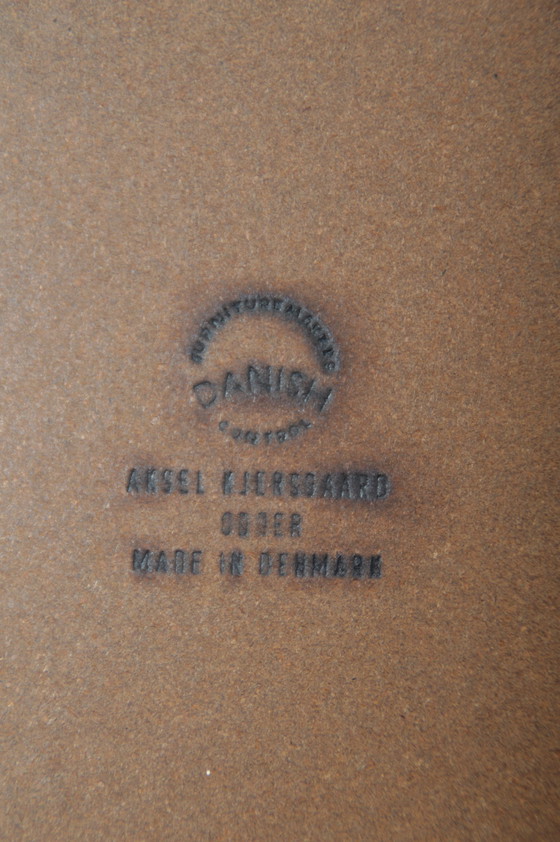 FURNITUREMAKERS
DANISH
CONTROL
AKSEL KJERSGAARD
ODDER
MADE IN DENMARK